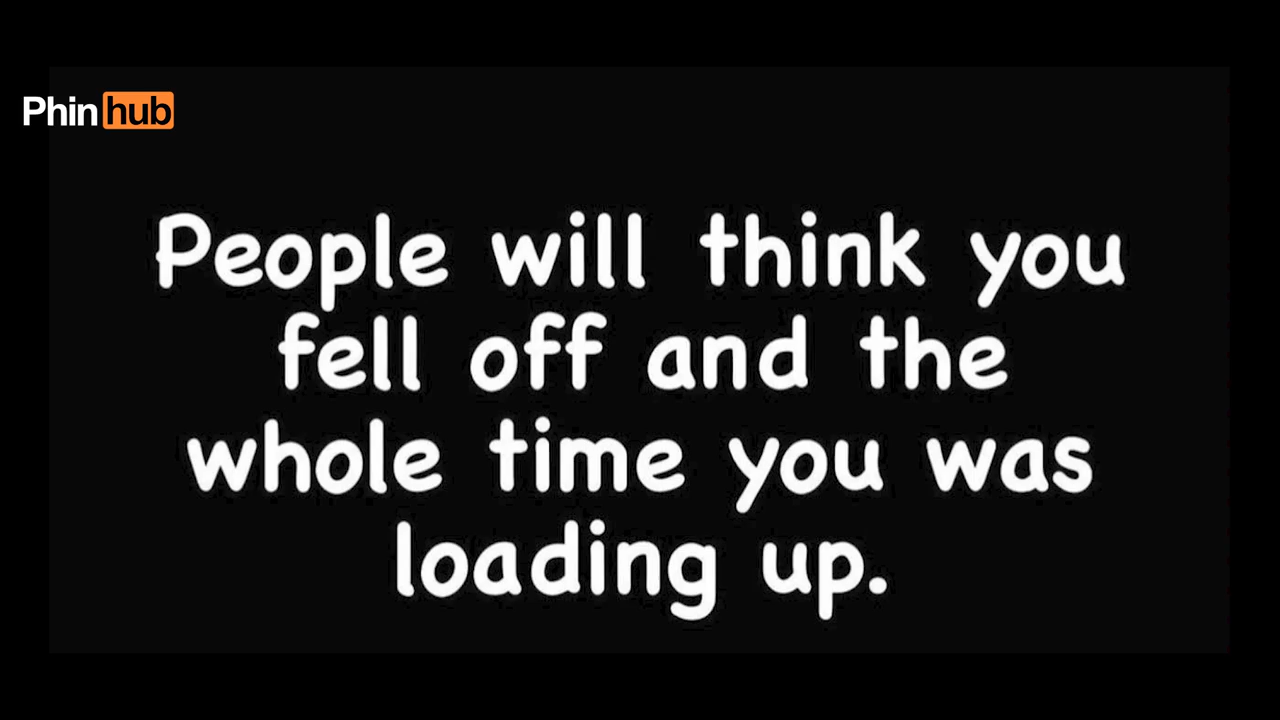 Phinhub
People will think you
fell off and the
whole time you was
loading up.